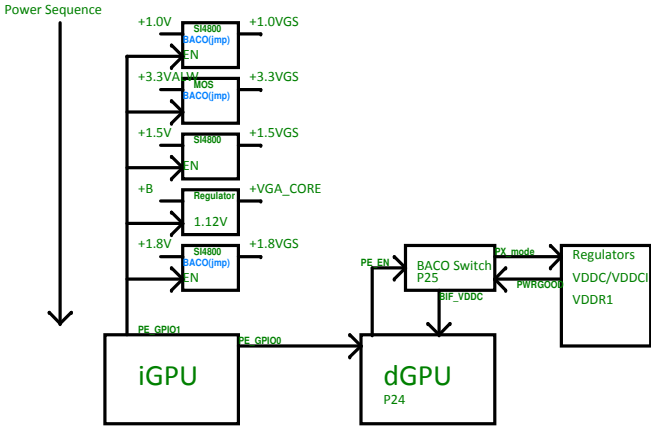 Power Sequence
+1.0V
SI4800
BACO(jmp)
EN
+1.0VGS
+3.3VALW
MOS
BACO(jmp)
+3.3VGS
+1.5V
SI4800
EN
+1.5VGS
+B
Regulator
1.12V
+VGA_CORE
+1.8V
SI4800
BACO(jmp)
EN
+1.8VGS
PE_GPIO1
iGPU
PE_GPIO0
PE_EN
BACO Switch
P25
BIF_VDDC
PX_mode
PWRGOOD
Regulators
VDDC/VDDCI
VDDR1
dGPU
P24